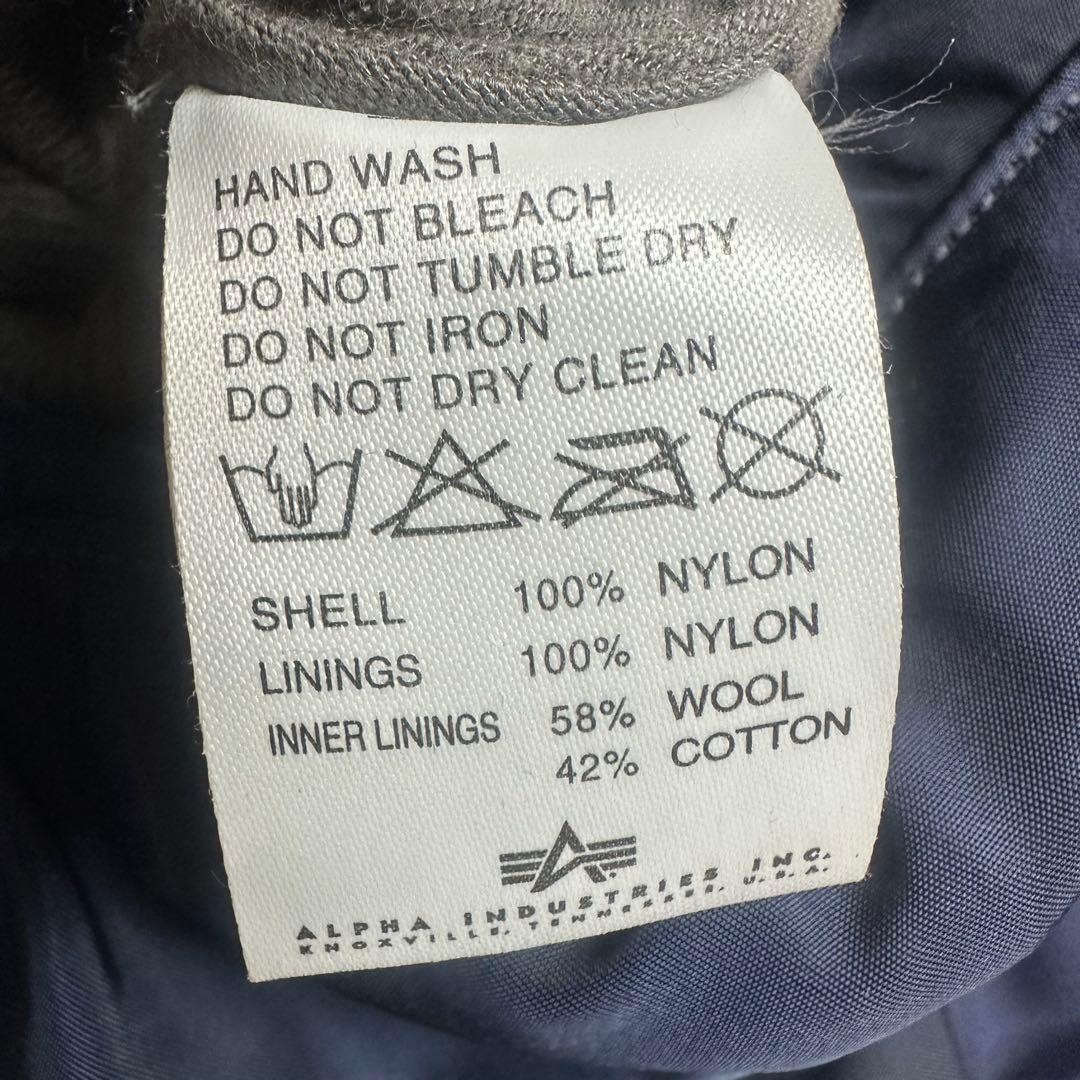 HAND WASH
DO NOT BLEACH
DO NOT TUMBLE DRY
DO NOT IRON
DO NOT DRY CLEAN
SHELL 100% NYLON
LININGS 100% NYLON
INNER LININGS 58% WOOL
42% COTTON
ALPHA INDUSTRIES INC.
KNOXVILLE, TENNESSEE, U.S.A.